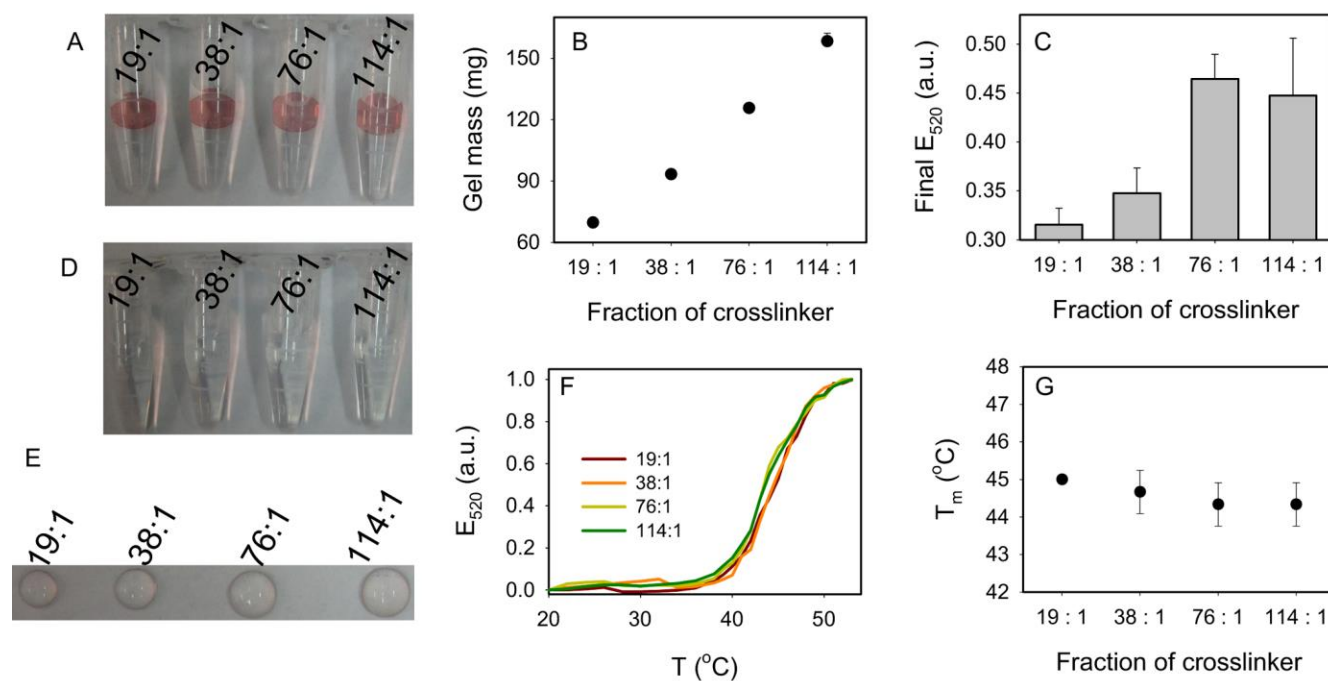 A
19:1 38:1 76:1 114:1
B
Gel mass (mg)
150
120
90
60
19 : 1 38 : 1 76 : 1 114 : 1
Fraction of crosslinker
C
Final E520 (a.u.)
0.50
0.45
0.40
0.35
0.30
19 : 1 38 : 1 76 : 1 114 : 1
Fraction of crosslinker
D
19:1 38:1 76:1 114:1
E
19:1 38:1 76:1 114:1
F
E520 (a.u.)
1.0
0.8
0.6
0.4
0.2
0.0
19:1
38:1
76:1
114:1
20 30 40 50
T (oC)
G
Tm (oC)
48
47
46
45
44
43
42
19 : 1 38 : 1 76 : 1 114 : 1
Fraction of crosslinker